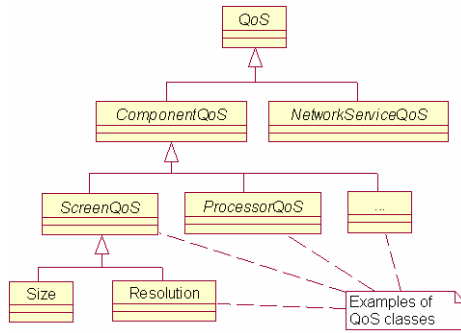 QoS
ComponentQoS
NetworkServiceQoS
ScreenQoS
ProcessorQoS
...
Size
Resolution
Examples of
QoS classes